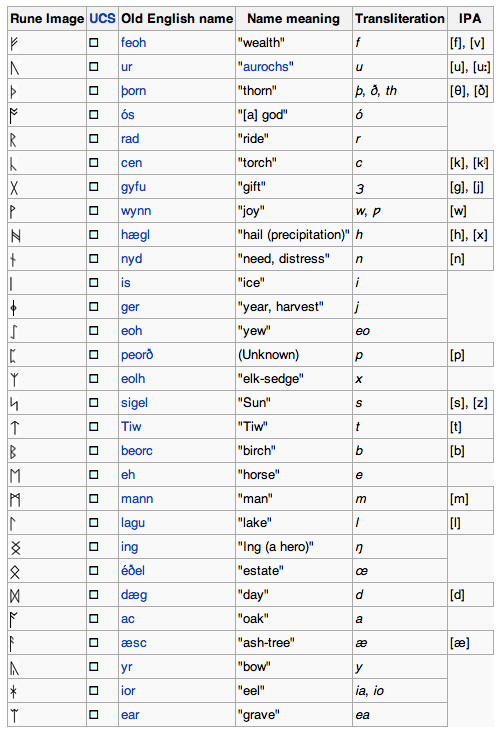 Rune Image UCS Old English name Name meaning Transliteration IPA
ᚠ □ feoh "wealth" f [f], [v]
ᚢ □ ur "aurochs" u [u], [uː]
ᚦ □ þorn "thorn" þ, ð, th [θ], [ð]
ᚩ □ ós "[a] god" ó
ᚱ □ rad "ride" r
ᚳ □ cen "torch" c [k], [kʲ]
ᚷ □ gyfu "gift" ȝ [g], [j]
ᚹ □ wynn "joy" w, ƿ [w]
ᚻ □ hægl "hail (precipitation)" h [h], [x]
ᚾ □ nyd "need, distress" n [n]
ᛁ □ is "ice" i
ᛄ □ ger "year, harvest" j
ᛇ □ eoh "yew" eo
ᛈ □ peorð (Unknown) p [p]
ᛉ □ eolh "elk-sedge" x
ᛋ □ sigel "Sun" s [s], [z]
ᛏ □ Tiw "Tiw" t [t]
ᛒ □ beorc "birch" b [b]
ᛖ □ eh "horse" e
ᛗ □ mann "man" m [m]
ᛚ □ lagu "lake" l [l]
ᛝ □ ing "Ing (a hero)" ŋ
ᛟ □ éðel "estate" œ
ᛞ □ dæg "day" d [d]
ᚪ □ ac "oak" a
ᚫ □ æsc "ash-tree" æ [æ]
ᚣ □ yr "bow" y
ᛡ □ ior "eel" ia, io
ᛠ □ ear "grave" ea